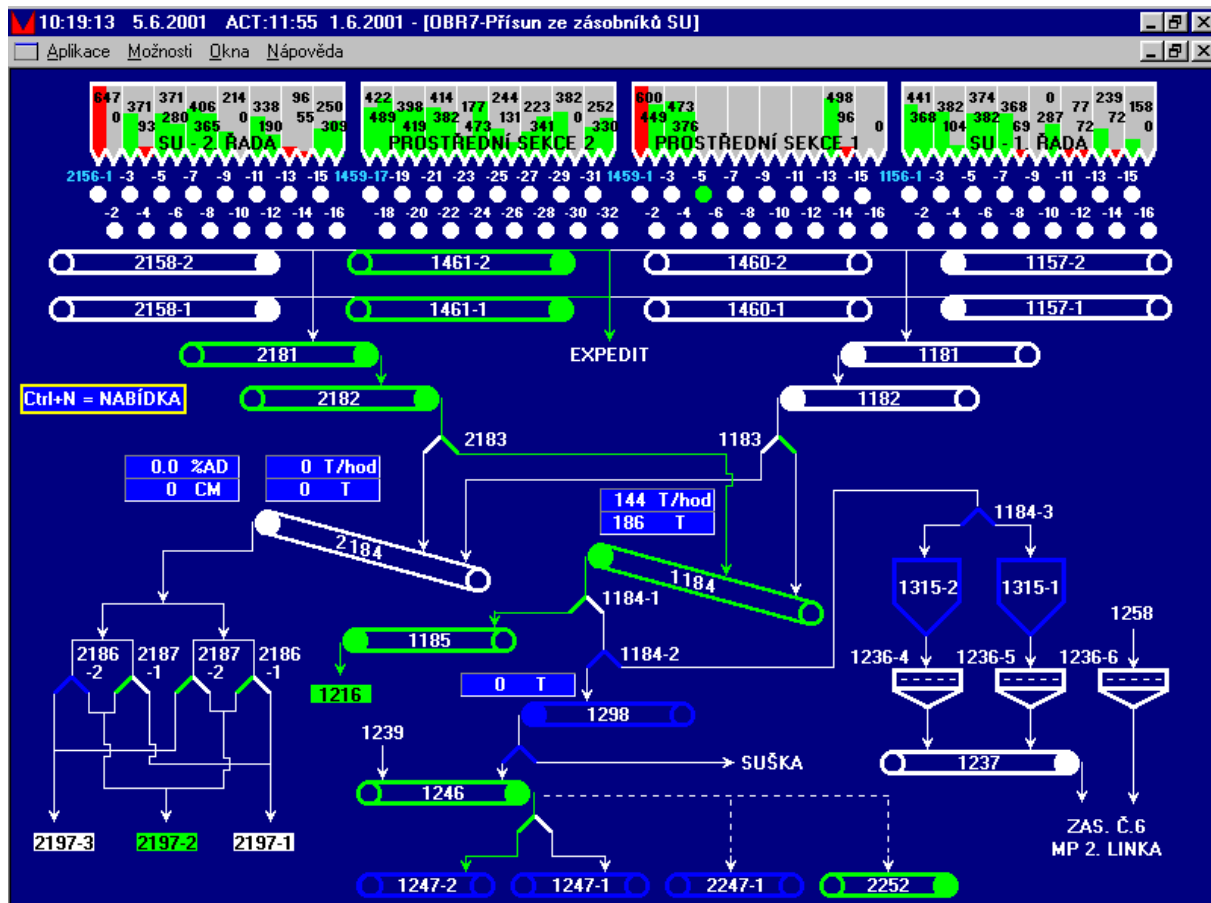 10:19:13 5.6.2001 ACT:11:55 1.6.2001 - [OBR7-Přísun ze zásobníků SU]
Aplikace Možnosti Okna Nápověda
647 0 371 93 371 280 406 365 214 0 338 190 96 55 250 309
SU - 2. ŘADA
422 489 398 419 414 382 177 473 244 131 223 341 382 0 252 330
PROSTŘEDNÍ SEKCE 2
600 449 473 376 498 96 0
PROSTŘEDNÍ SEKCE 1
441 368 382 104 374 382 368 69 0 287 77 72 239 72 158 0
SU - 1. ŘADA
2156-1 -3 -5 -7 -9 -11 -13 -15 1459-17 -19 -21 -23 -25 -27 -29 -31 1459-1 -3 -5 -7 -9 -11 -13 -15 1156-1 -3 -5 -7 -9 -11 -13 -15
-2 -4 -6 -8 -10 -12 -14 -16 -18 -20 -22 -24 -26 -28 -30 -32 -2 -4 -6 -8 -10 -12 -14 -16 -2 -4 -6 -8 -10 -12 -14 -16
2158-2 1461-2 1460-2 1157-2
2158-1 1461-1 1460-1 1157-1
2181 EXPEDIT 1181
Ctrl+N = NABÍDKA 2182 1182
2183 1183
0.0 %AD 0 T/hod
0 CM 0 T
144 T/hod
186 T
1184-3
2184
1184
1315-2 1315-1
1184-1
1258
1185
2186-2 2187-1 2187-2 2186-1
1184-2
1236-4 1236-5 1236-6
1216
0 T
1298
1239
SUŠKA
1237
1246
ZAS. Č.6
MP 2. LINKA
2197-3 2197-2 2197-1
1247-2 1247-1 2247-1 2252